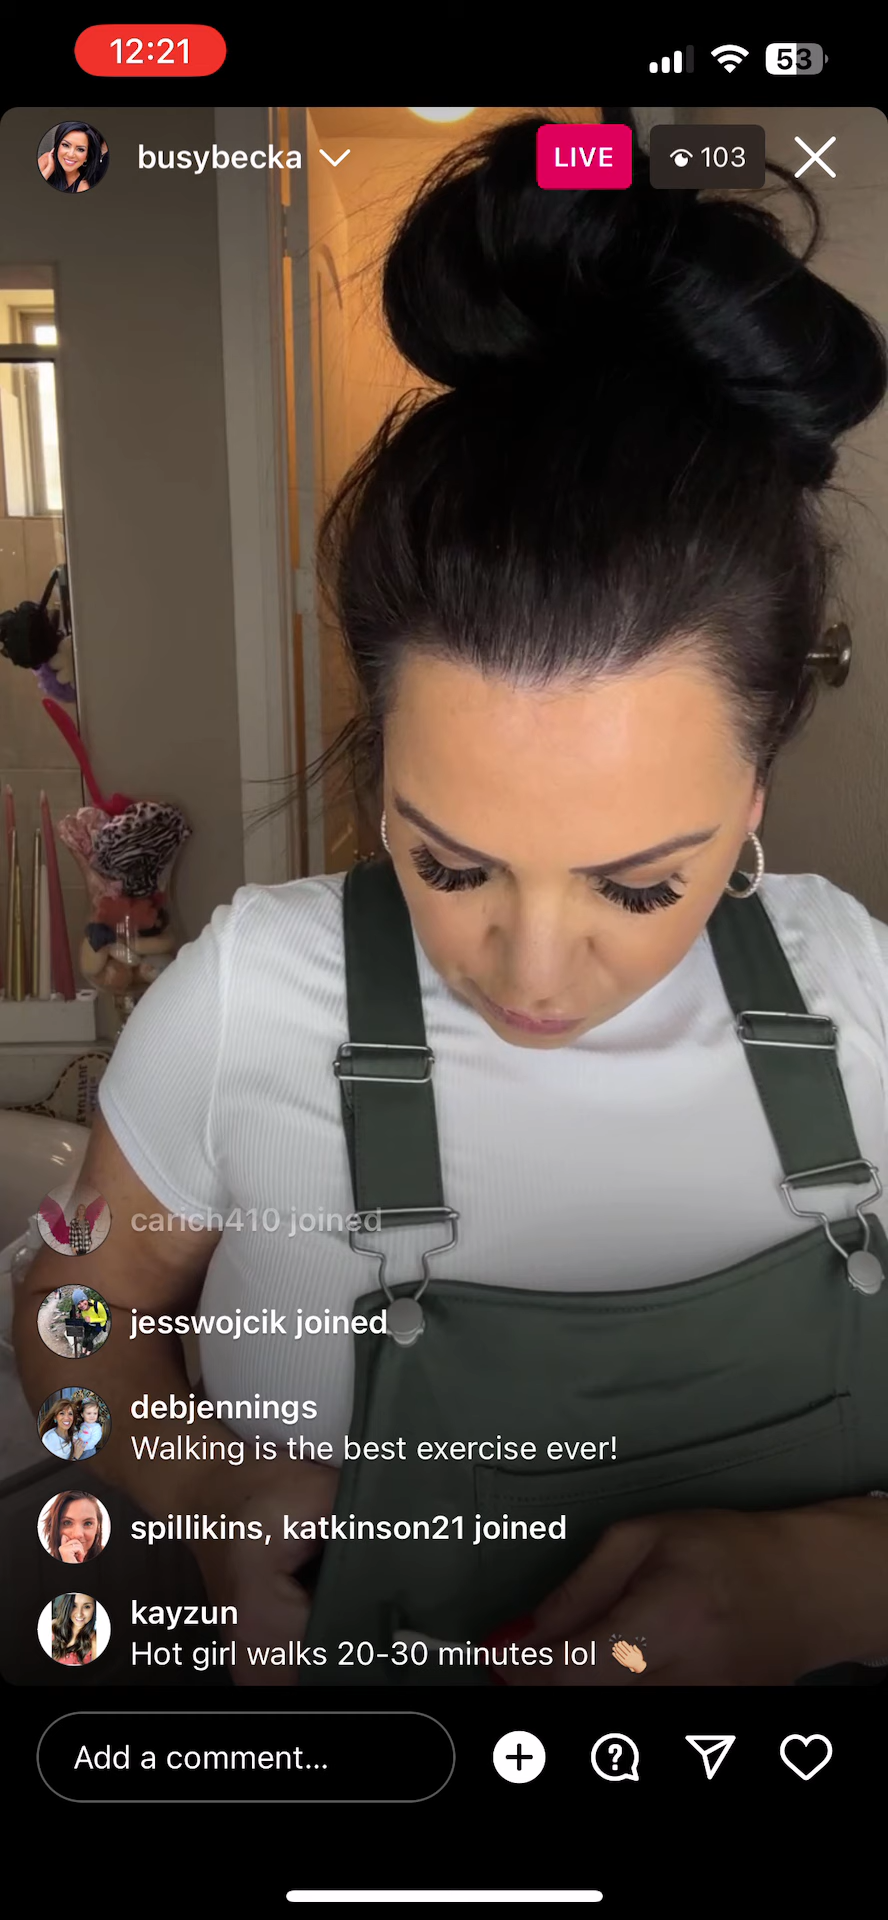 12:21
53
busybecka
LIVE
103
carich410 joined
jesswojcik joined
debjennings
Walking is the best exercise ever!
spillikins, katkinson21 joined
kayzun
Hot girl walks 20-30 minutes lol 👏🏻
Add a comment...